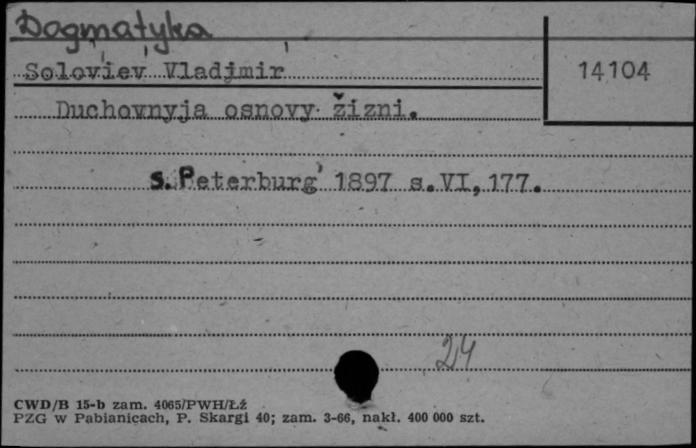 Dogmatyka
Soloviev Vladimir
14104
Duchovnyja osnovy žizni.
s. Peterburg' 1897 s.VI,177.
24
CWD/B 15-b zam. 4065/PWH/Łź
PZG w Pabianicach, P. Skargi 40; zam. 3-66, nakł. 400 000 szt.